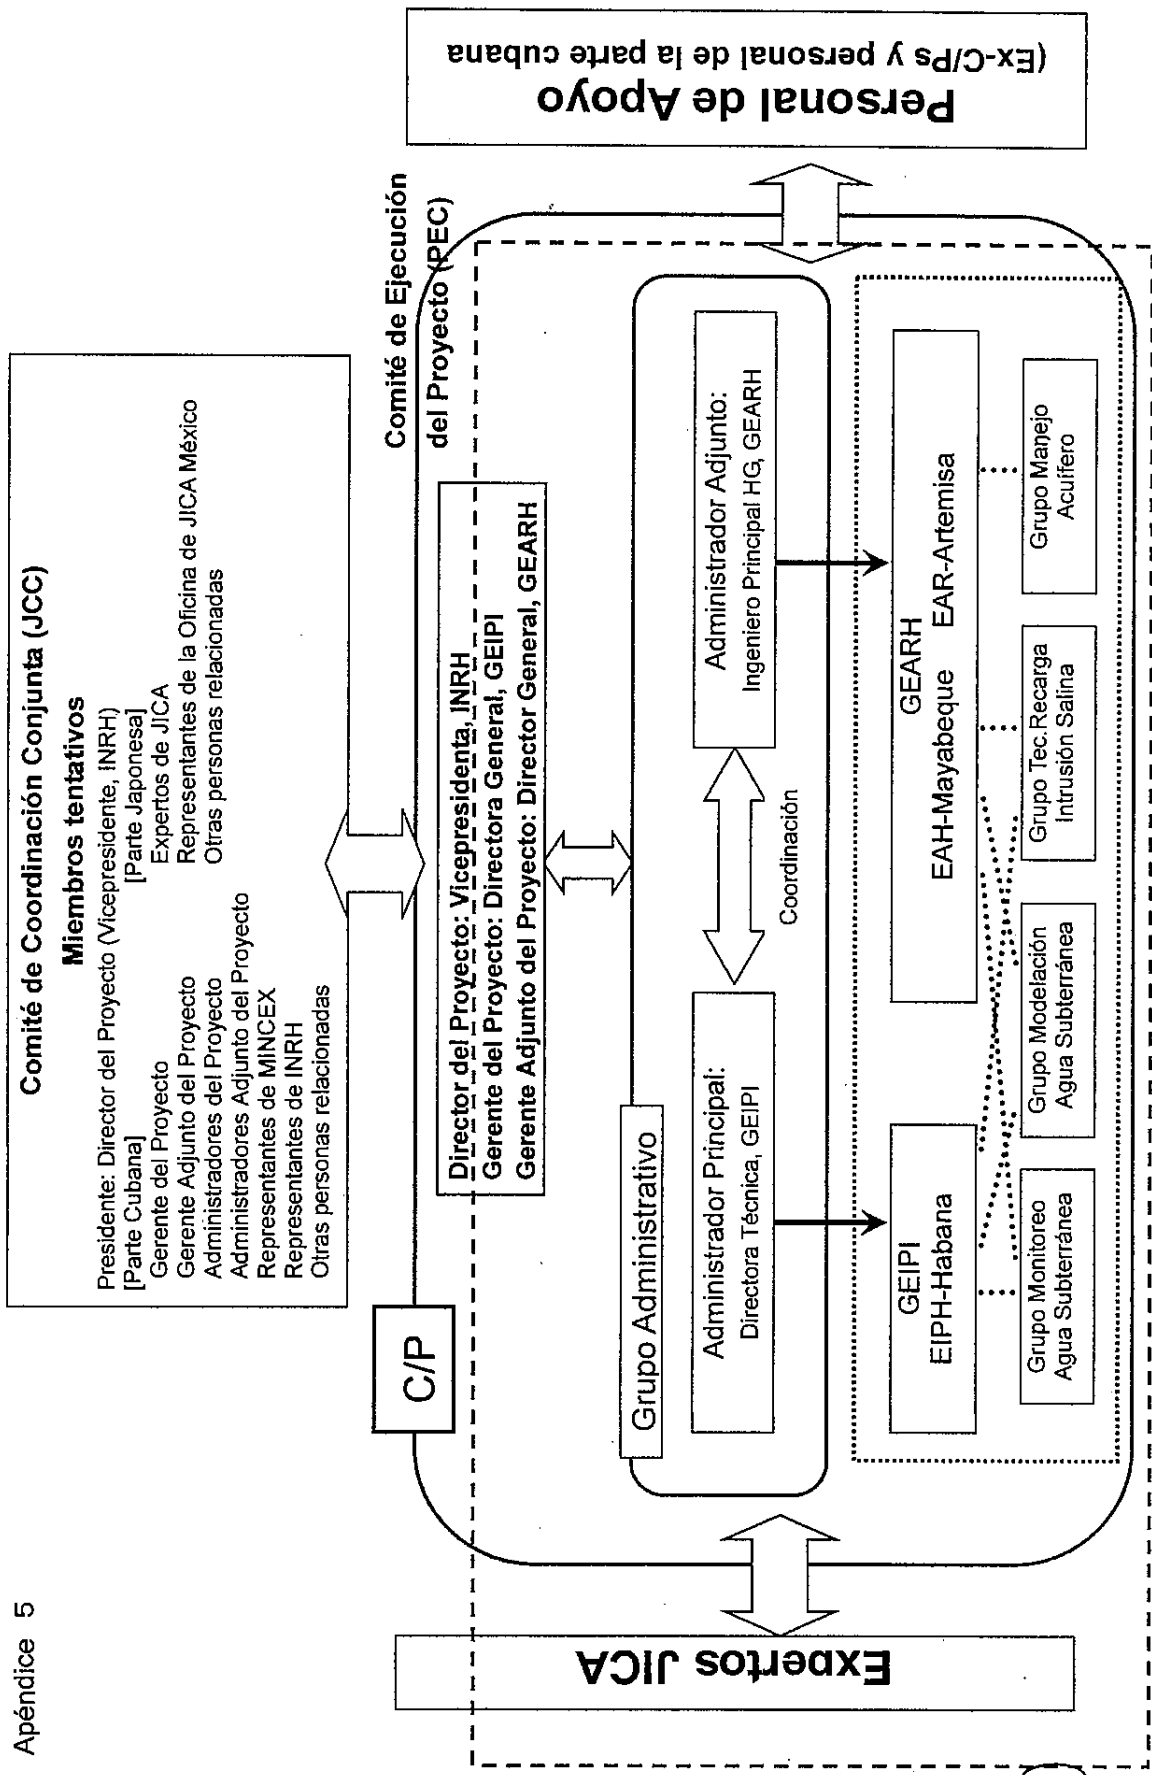 Apéndice 5
Comité de Coordinación Conjunta (JCC)
Miembros tentativos
Presidente: Director del Proyecto (Vicepresidente, INRH)
[Parte Cubana]
Gerente del Proyecto
Gerente Adjunto del Proyecto
Administradores del Proyecto
Administradores Adjunto del Proyecto
Representantes de MINCEX
Representantes de INRH
Otras personas relacionadas
[Parte Japonesa]
Expertos de JICA
Representantes de la Oficina de JICA México
Otras personas relacionadas
C/P
Comité de Ejecución
del Proyecto (PEC)
Director del Proyecto: Vicepresidenta, INRH
Gerente del Proyecto: Directora General, GEIPI
Gerente Adjunto del Proyecto: Director General, GEARH
Grupo Administrativo
Administrador Principal:
Directora Técnica, GEIPI
Coordinación
Administrador Adjunto:
Ingeniero Principal HG, GEARH
GEIPI
EIPH-Habana
GEARH
EAH-Mayabeque EAR-Artemisa
Grupo Monitoreo
Agua Subterránea
Grupo Modelación
Agua Subterránea
Grupo Tec.Recarga
Intrusión Salina
Grupo Manejo
Acuífero
Expertos JICA
Personal de Apoyo
(Ex-C/Ps y personal de la parte cubana